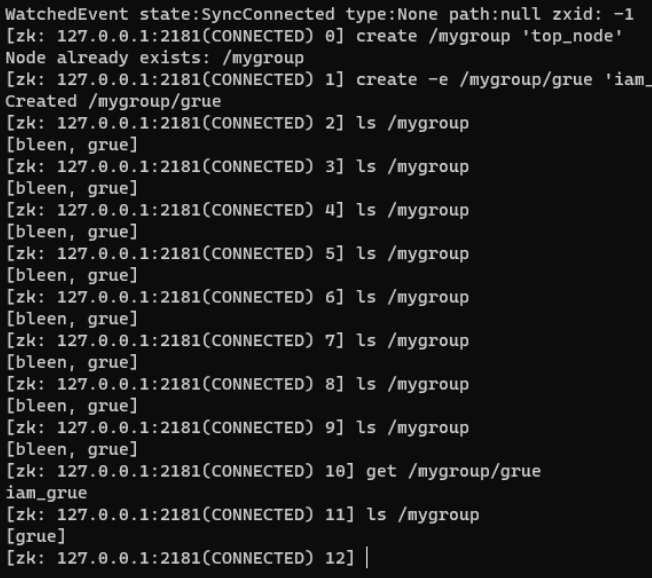 WatchedEvent state:SyncConnected type:None path:null zxid: -1
[zk: 127.0.0.1:2181(CONNECTED) 0] create /mygroup 'top_node'
Node already exists: /mygroup
[zk: 127.0.0.1:2181(CONNECTED) 1] create -e /mygroup/grue 'iam_
Created /mygroup/grue
[zk: 127.0.0.1:2181(CONNECTED) 2] ls /mygroup
[bleen, grue]
[zk: 127.0.0.1:2181(CONNECTED) 3] ls /mygroup
[bleen, grue]
[zk: 127.0.0.1:2181(CONNECTED) 4] ls /mygroup
[bleen, grue]
[zk: 127.0.0.1:2181(CONNECTED) 5] ls /mygroup
[bleen, grue]
[zk: 127.0.0.1:2181(CONNECTED) 6] ls /mygroup
[bleen, grue]
[zk: 127.0.0.1:2181(CONNECTED) 7] ls /mygroup
[bleen, grue]
[zk: 127.0.0.1:2181(CONNECTED) 8] ls /mygroup
[bleen, grue]
[zk: 127.0.0.1:2181(CONNECTED) 9] ls /mygroup
[bleen, grue]
[zk: 127.0.0.1:2181(CONNECTED) 10] get /mygroup/grue
iam_grue
[zk: 127.0.0.1:2181(CONNECTED) 11] ls /mygroup
[grue]
[zk: 127.0.0.1:2181(CONNECTED) 12]